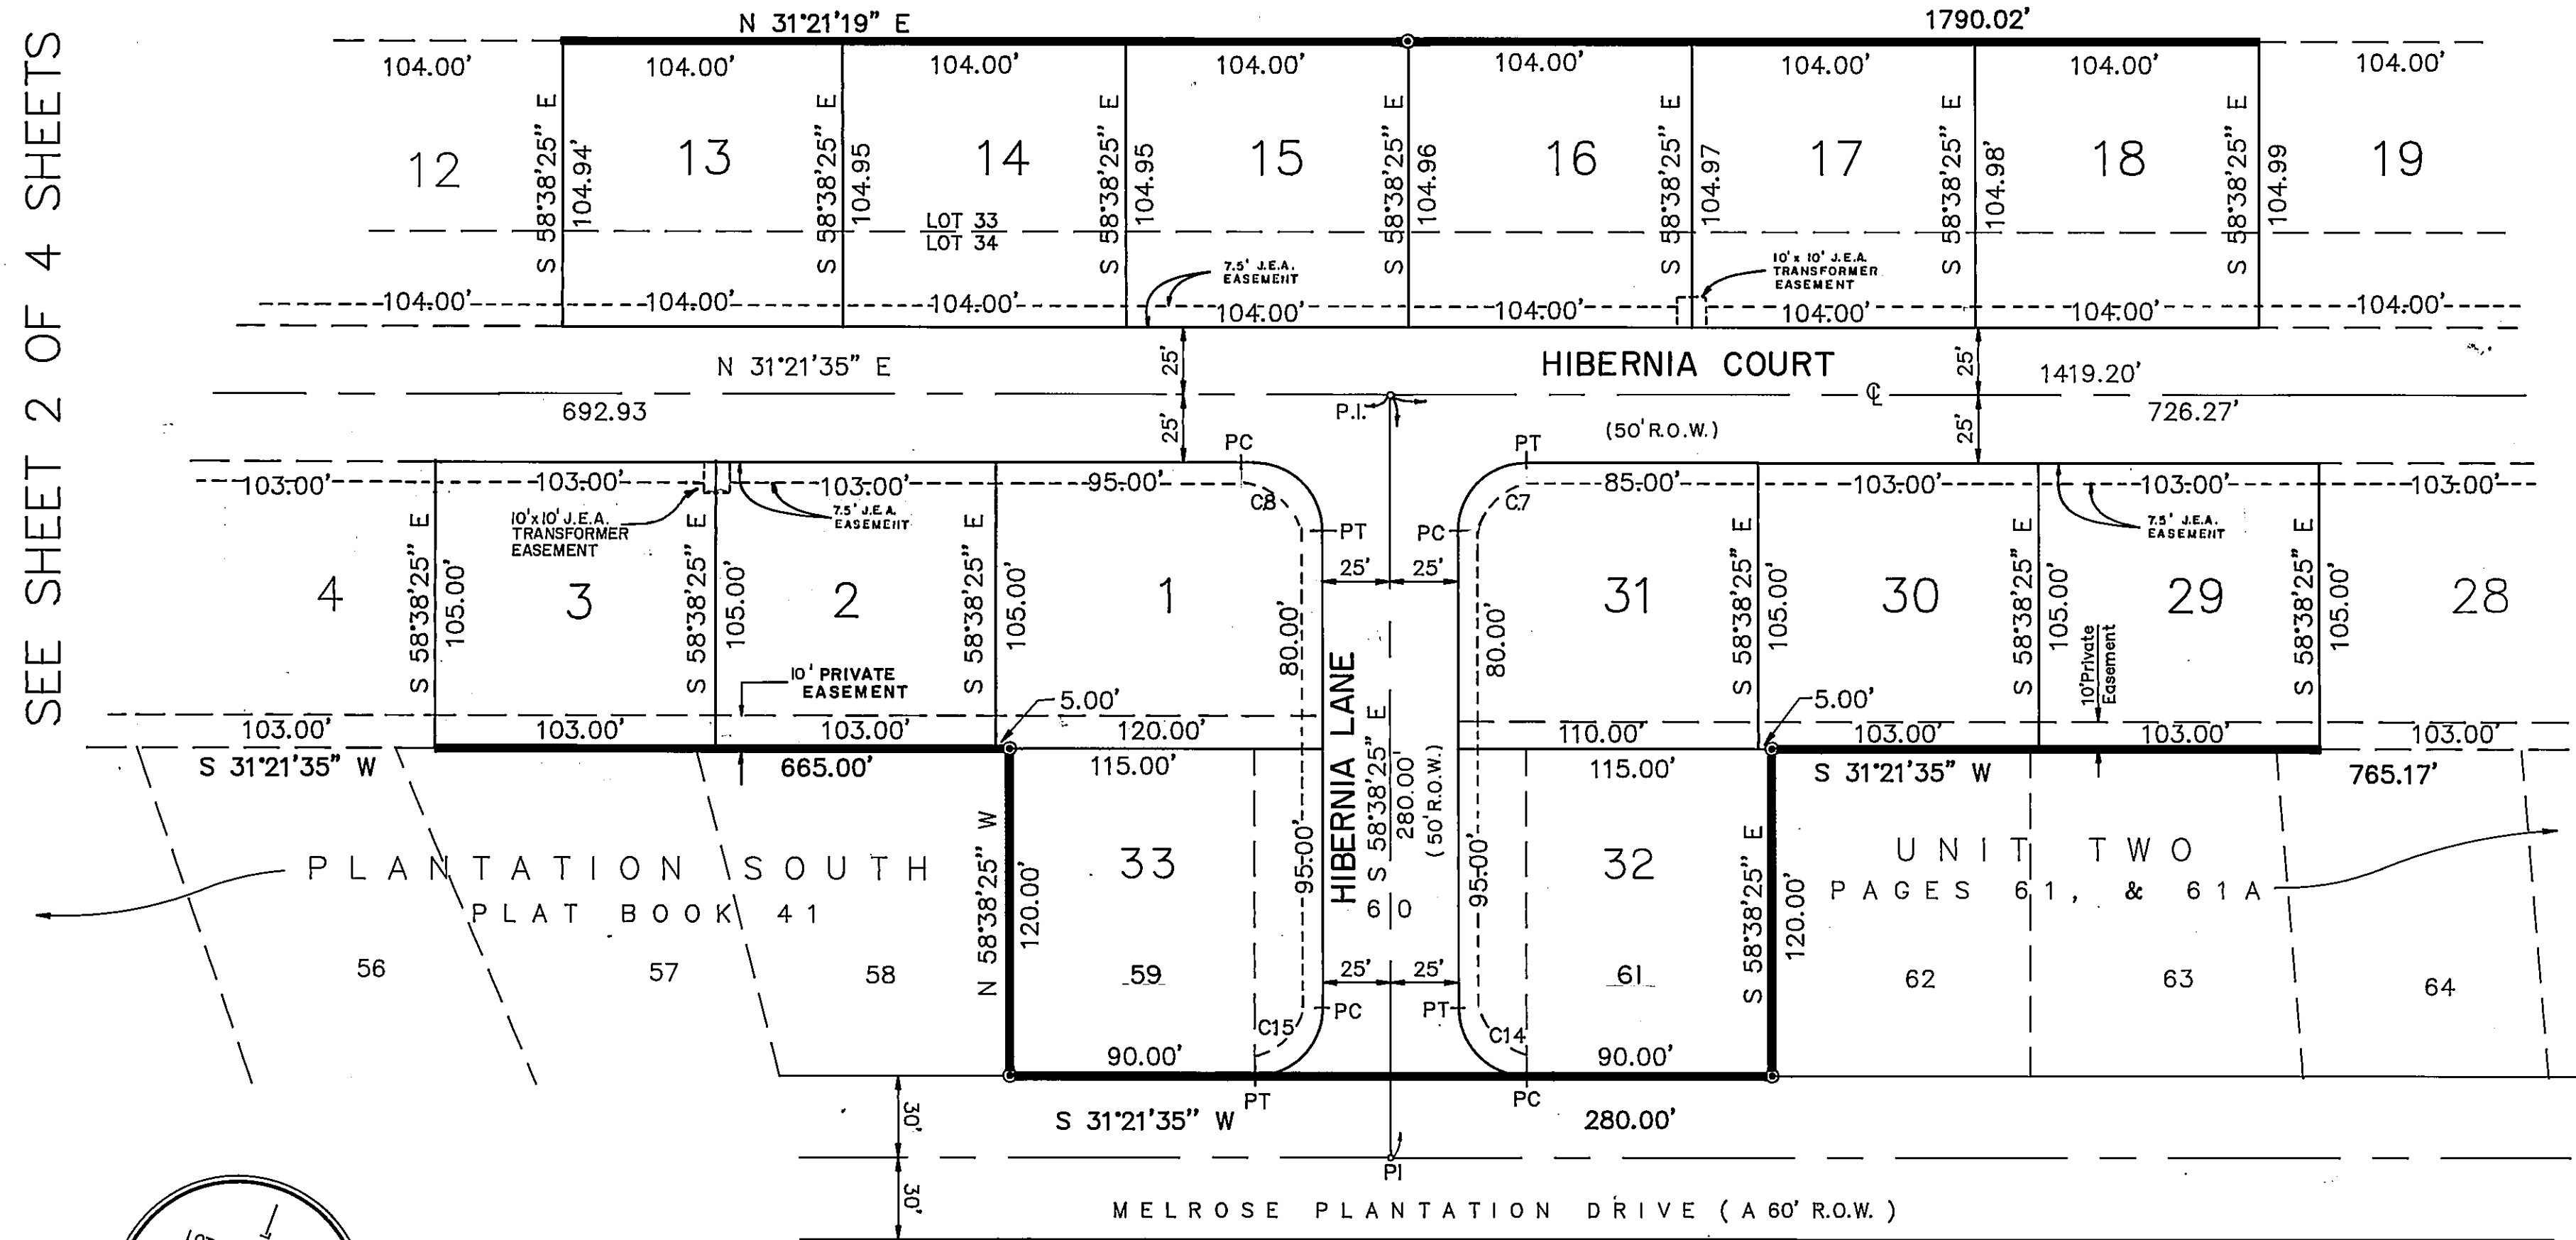 SEE SHEET 2 OF 4 SHEETS
N 31°21'19" E
1790.02'
104.00'
104.00'
104.00'
104.00'
104.00'
104.00'
104.00'
104.00'
12
S 58°38'25" E
104.94'
13
S 58°38'25" E
104.95
14
S 58°38'25" E
104.95
15
S 58°38'25" E
104.96
16
S 58°38'25" E
104.97
17
S 58°38'25" E
104.98'
18
S 58°38'25" E
104.99
19
LOT 33
LOT 34
7.5' J.E.A.
EASEMENT
10' x 10' J.E.A.
TRANSFORMER
EASEMENT
104.00'
104.00'
104.00'
104.00'
104.00'
104.00'
104.00'
104.00'
N 31°21'35" E
25'
HIBERNIA COURT
25'
1419.20'
692.93
P.I.
℄
726.27'
25'
(50' R.O.W.)
25'
PC
PT
103.00'
103.00'
103.00'
95.00'
C8
C7
85.00'
103.00'
103.00'
103.00'
10'x10' J.E.A.
TRANSFORMER
EASEMENT
7.5' J.E.A.
EASEMENT
PT
PC
7.5' J.E.A.
EASEMENT
25'
25'
4
S 58°38'25" E
105.00'
3
S 58°38'25" E
105.00'
2
S 58°38'25" E
105.00'
1
80.00'
80.00'
31
S 58°38'25" E
105.00'
30
S 58°38'25" E
105.00'
29
S 58°38'25" E
105.00'
28
10' PRIVATE
EASEMENT
10' Private
Easement
5.00'
5.00'
103.00'
103.00'
103.00'
120.00'
110.00'
103.00'
103.00'
103.00'
S 31°21'35" W
665.00'
115.00'
115.00'
S 31°21'35" W
765.17'
HIBERNIA LANE
S 58°38'25" E
280.00'
(50' R.O.W.)
60
PLANTATION SOUTH
PLAT BOOK 41
N 58°38'25" W
120.00'
33
95.00'
95.00'
32
S 58°38'25" E
120.00'
UNIT TWO
PAGES 61, & 61A
56
57
58
59
25'
25'
61
62
63
64
PC
PT
C15
C14
90.00'
90.00'
PT
PC
30'
S 31°21'35" W
280.00'
PI
30'
MELROSE PLANTATION DRIVE (A 60' R.O.W.)